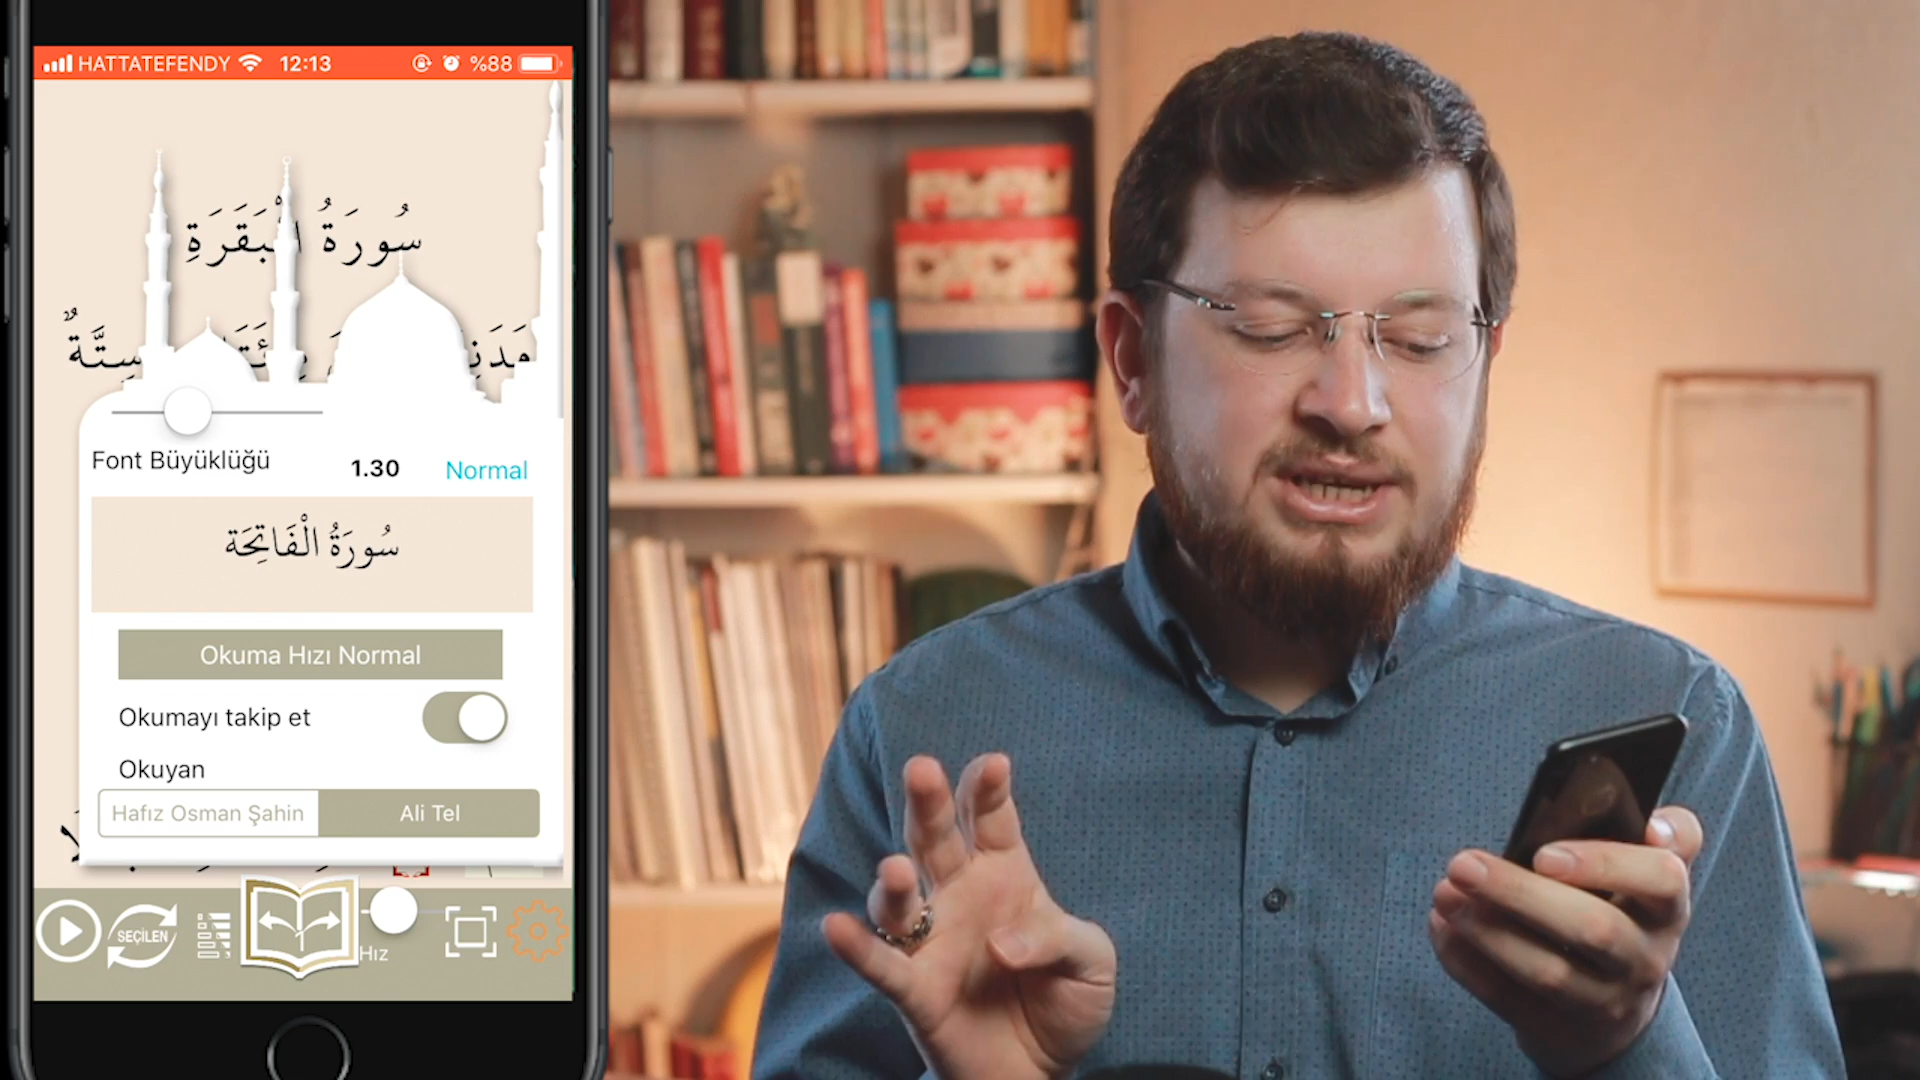 HATTATEFENDY 12:13 %88
سُورَةُ
Font Büyüklüğü 1.30 Normal
سُورَةُ الْفَاتِحَة
Okuma Hızı Normal
Okumayı takip et
Okuyan
Hafız Osman Şahin Ali Tel
SEÇİLEN
Hız